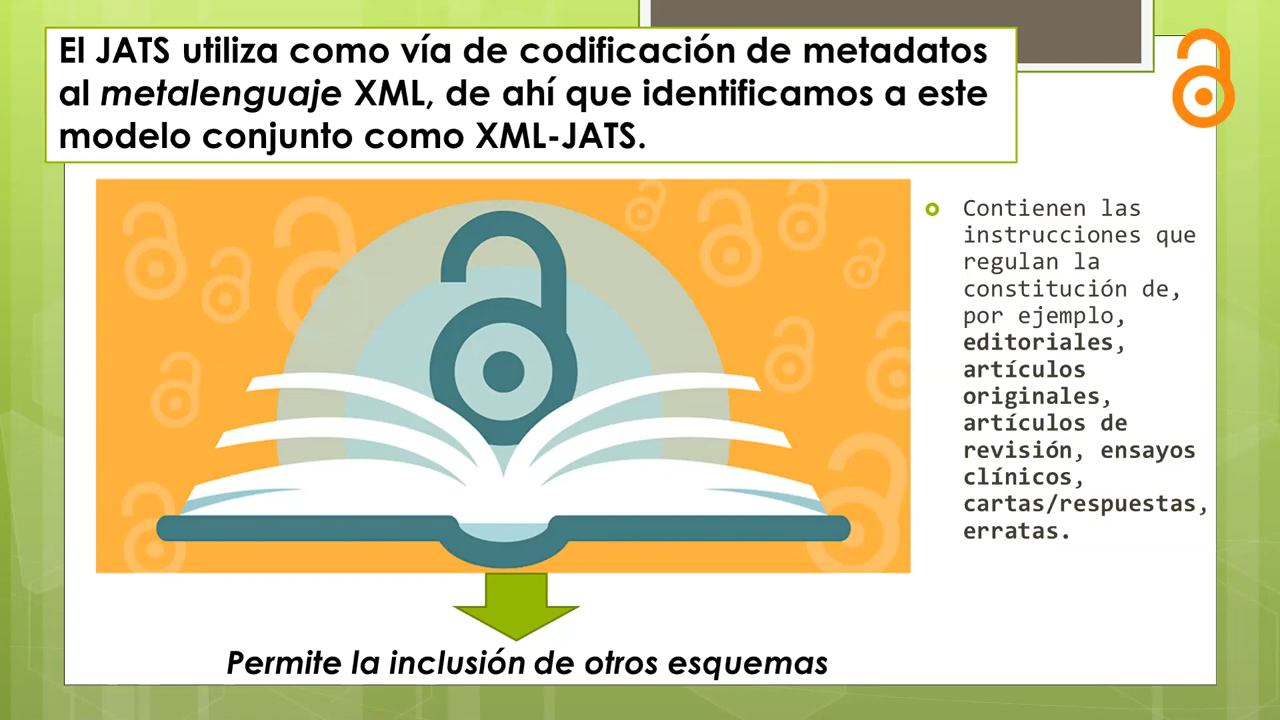 El JATS utiliza como vía de codificación de metadatos
al metalenguaje XML, de ahí que identificamos a este
modelo conjunto como XML-JATS.
Contienen las
instrucciones que
regulan la
constitución de,
por ejemplo,
editoriales,
artículos
originales,
artículos de
revisión, ensayos
clínicos,
cartas/respuestas,
erratas.
Permite la inclusión de otros esquemas